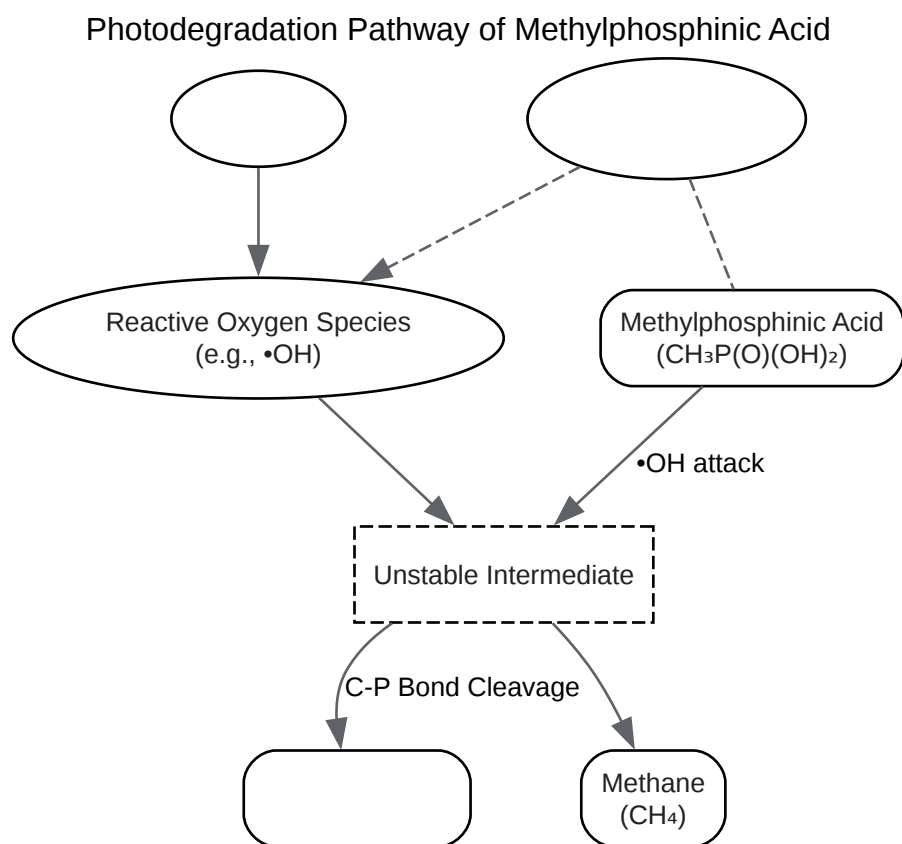 Photodegradation Pathway of Methylphosphinic Acid
Reactive Oxygen Species
(e.g., •OH)
Methylphosphinic Acid
(CH₃P(O)(OH)₂)
•OH attack
Unstable Intermediate
C-P Bond Cleavage
Methane
(CH₄)